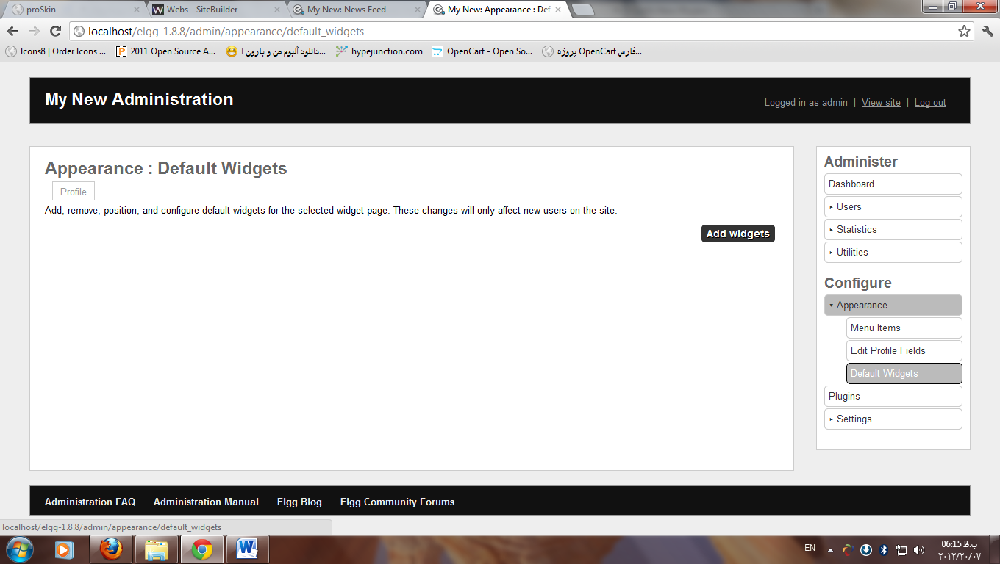 proSkin
Webs - SiteBuilder
My New: News Feed
My New: Appearance : Def
localhost/elgg-1.8.8/admin/appearance/default_widgets
Icons8 | Order Icons ...
2011 Open Source A...
دانلود آلبوم من و بارون ا...
hypejunction.com
OpenCart - Open So...
پروژه OpenCart فارس...
My New Administration
Logged in as admin | View site | Log out
Appearance : Default Widgets
Profile
Add, remove, position, and configure default widgets for the selected widget page. These changes will only affect new users on the site.
Add widgets
Administer
Dashboard
Users
Statistics
Utilities
Configure
Appearance
Menu Items
Edit Profile Fields
Default Widgets
Plugins
Settings
Administration FAQ
Administration Manual
Elgg Blog
Elgg Community Forums
localhost/elgg-1.8.8/admin/appearance/default_widgets
EN
06:15 ب.ظ
٢٠١٢/٢٠/٠٧